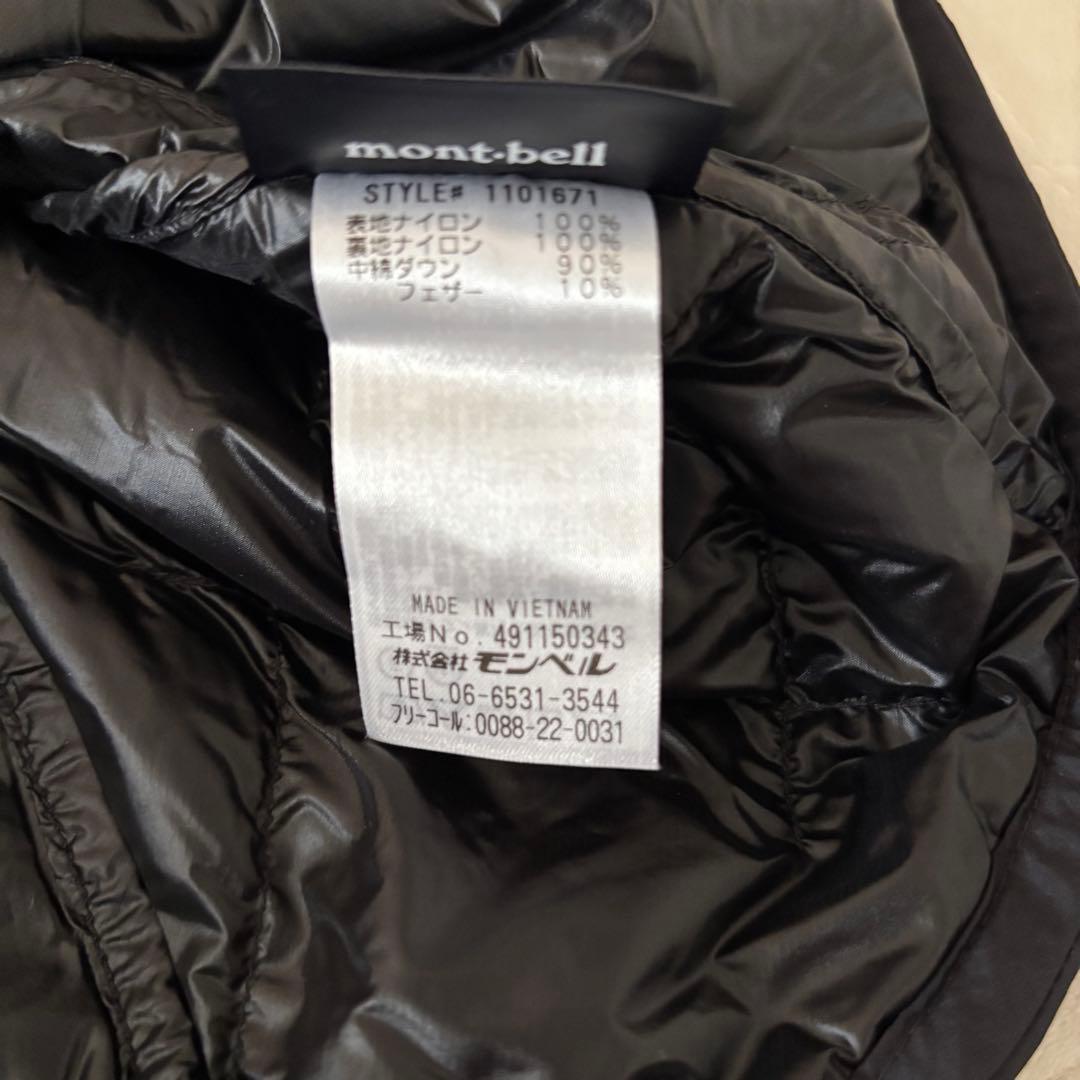 mont·bell
STYLE# 1101671
表地ナイロン 100%
裏地ナイロン 100%
中綿ダウン 90%
フェザー 10%
MADE IN VIETNAM
工場No. 491150343
株式会社 モンベル
TEL.06-6531-3544
フリーコール:0088-22-0031